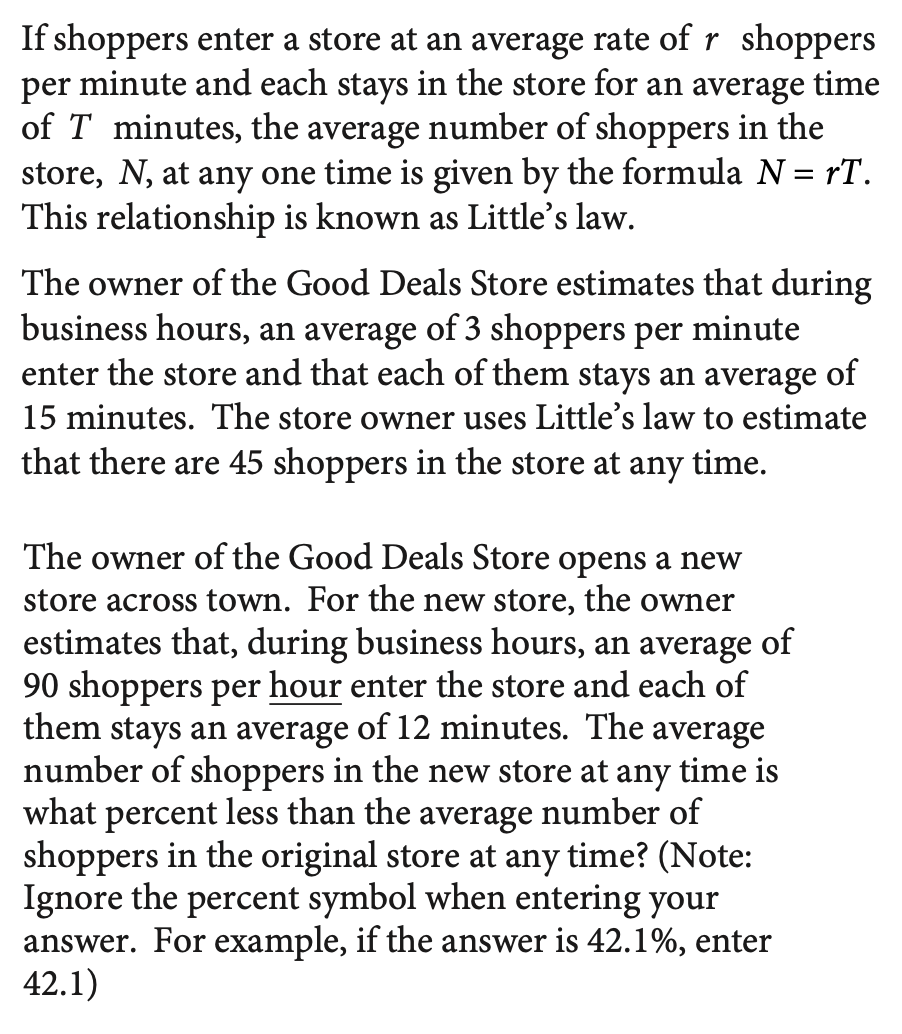 If shoppers enter a store at an average rate of r shoppers
per minute and each stays in the store for an average time
of T minutes, the average number of shoppers in the
store, N, at any one time is given by the formula N = rT.
This relationship is known as Little’s law.
The owner of the Good Deals Store estimates that during
business hours, an average of 3 shoppers per minute
enter the store and that each of them stays an average of
15 minutes. The store owner uses Little’s law to estimate
that there are 45 shoppers in the store at any time.
The owner of the Good Deals Store opens a new
store across town. For the new store, the owner
estimates that, during business hours, an average of
90 shoppers per hour enter the store and each of
them stays an average of 12 minutes. The average
number of shoppers in the new store at any time is
what percent less than the average number of
shoppers in the original store at any time? (Note:
Ignore the percent symbol when entering your
answer. For example, if the answer is 42.1%, enter
42.1)